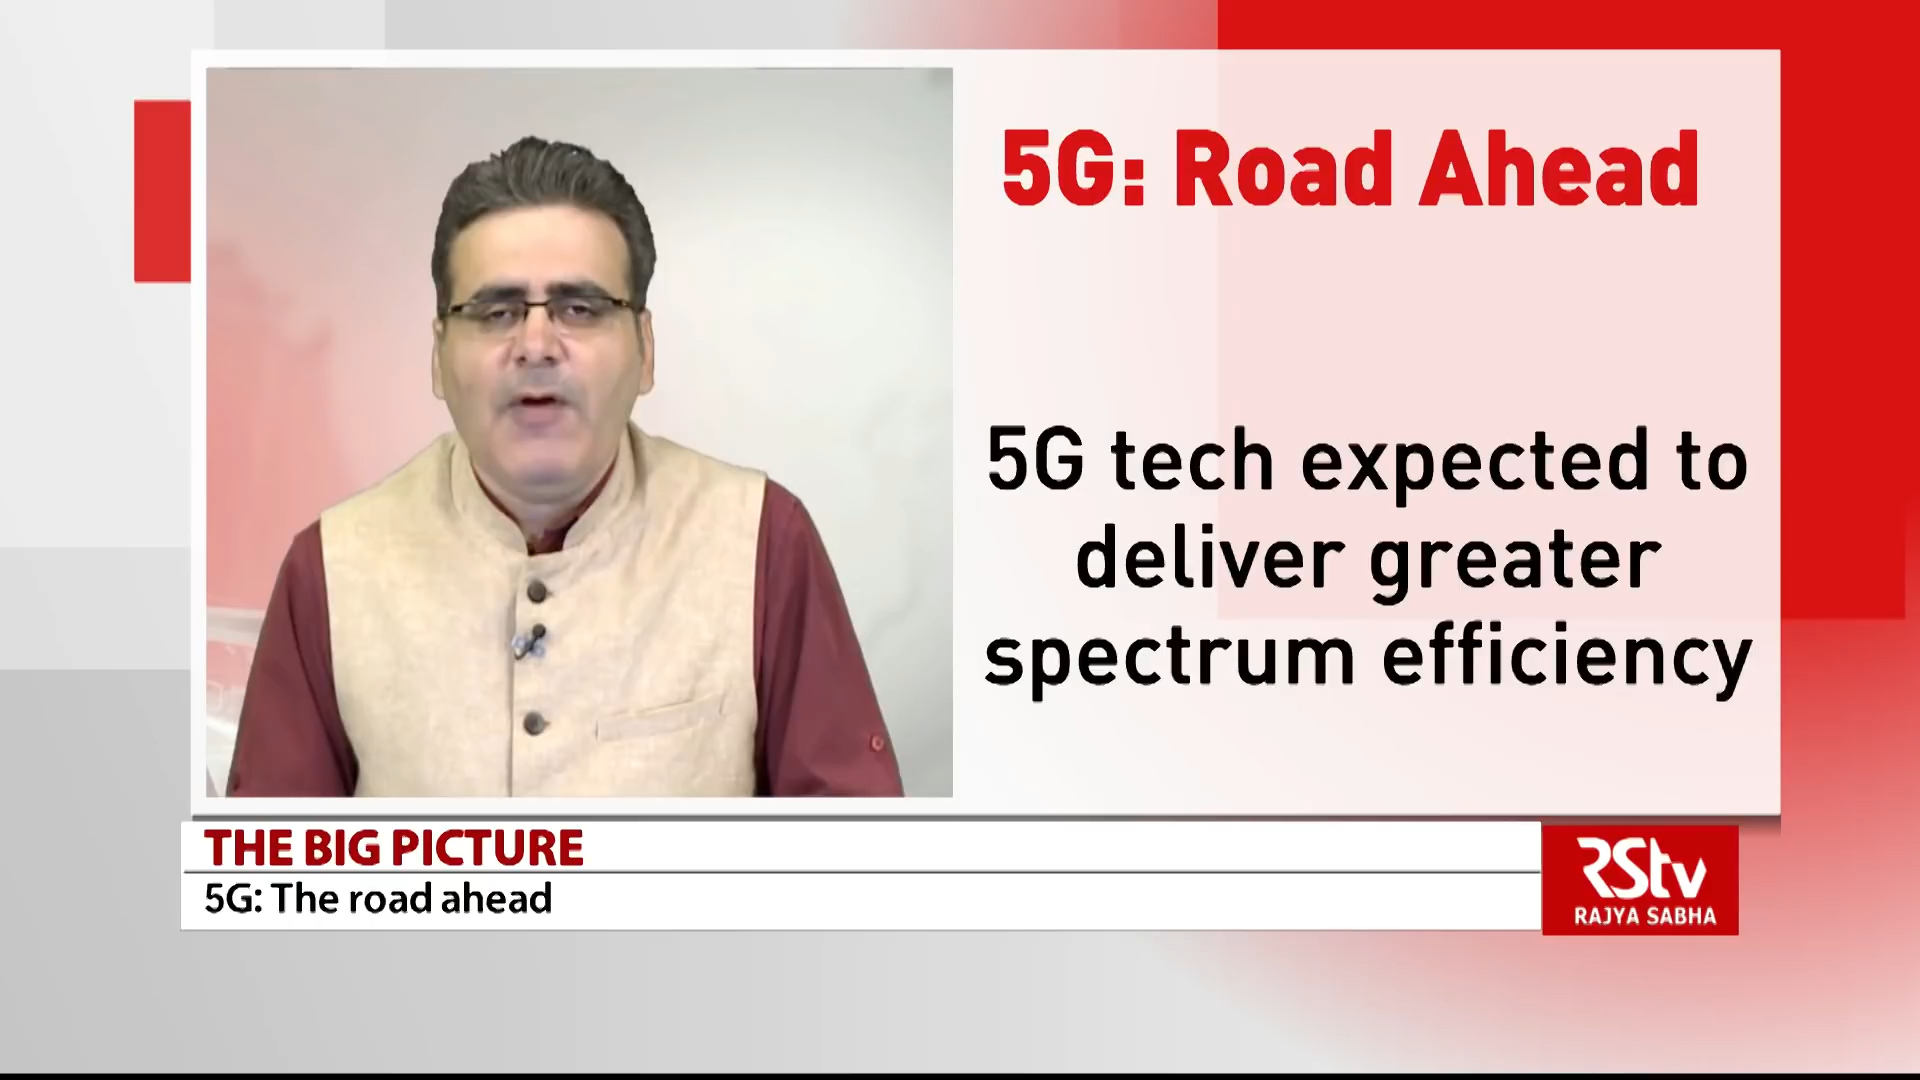 5G: Road Ahead
5G tech expected to
deliver greater
spectrum efficiency
THE BIG PICTURE
5G: The road ahead
RSTV
RAJYA SABHA